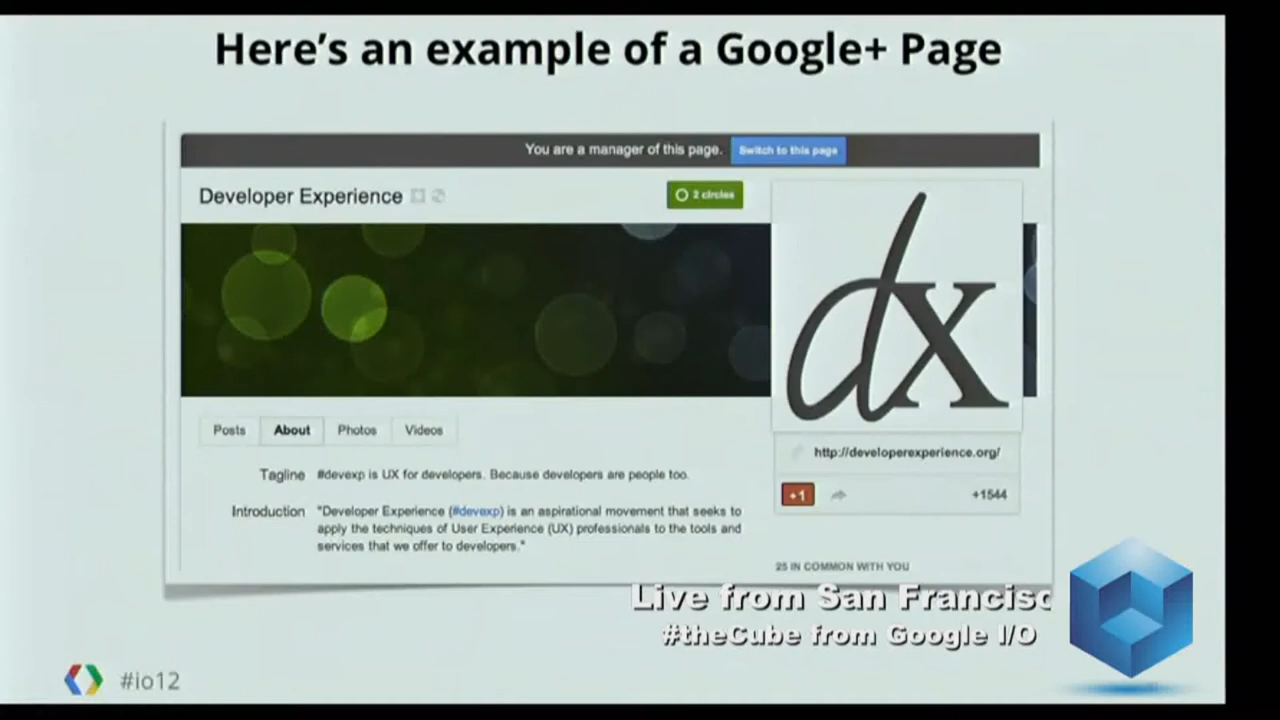 Here's an example of a Google+ Page
You are a manager of this page. Switch to this page
Developer Experience
2 circles
dx
Posts About Photos Videos
http://developerexperience.org/
Tagline #devexp is UX for developers. Because developers are people too.
+1 +1544
Introduction "Developer Experience (#devexp) is an aspirational movement that seeks to
apply the techniques of User Experience (UX) professionals to the tools and
services that we offer to developers."
25 IN COMMON WITH YOU
Live from San Francisc
#theCube from Google I/O
#io12